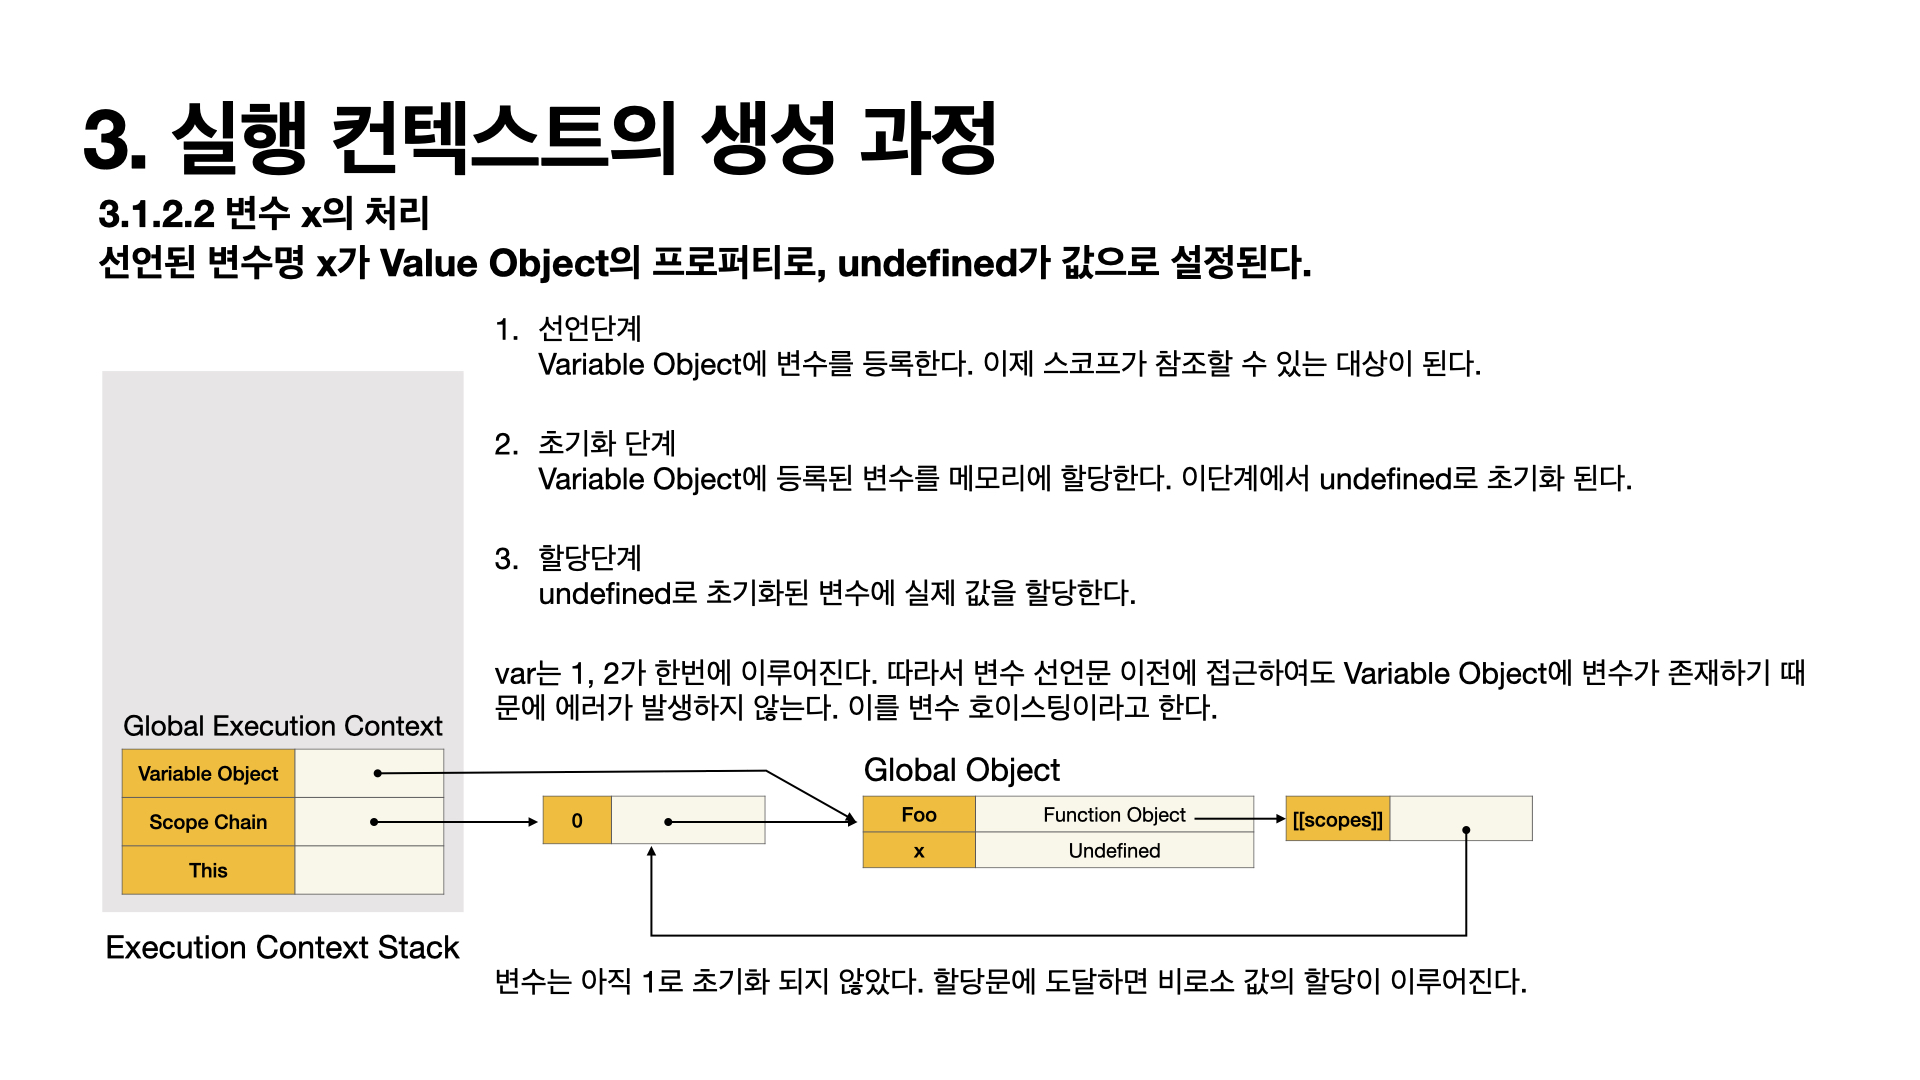 3. 실행 컨텍스트의 생성 과정
3.1.2.2 변수 x의 처리
선언된 변수명 x가 Value Object의 프로퍼티로, undefined가 값으로 설정된다.
1. 선언단계
Variable Object에 변수를 등록한다. 이제 스코프가 참조할 수 있는 대상이 된다.
2. 초기화 단계
Variable Object에 등록된 변수를 메모리에 할당한다. 이단계에서 undefined로 초기화 된다.
3. 할당단계
undefined로 초기화된 변수에 실제 값을 할당한다.
var는 1, 2가 한번에 이루어진다. 따라서 변수 선언문 이전에 접근하여도 Variable Object에 변수가 존재하기 때
문에 에러가 발생하지 않는다. 이를 변수 호이스팅이라고 한다.
Global Execution Context
Variable Object
Scope Chain
This
Execution Context Stack
0
Global Object
Foo
Function Object
x
Undefined
[[scopes]]
변수는 아직 1로 초기화 되지 않았다. 할당문에 도달하면 비로소 값의 할당이 이루어진다.